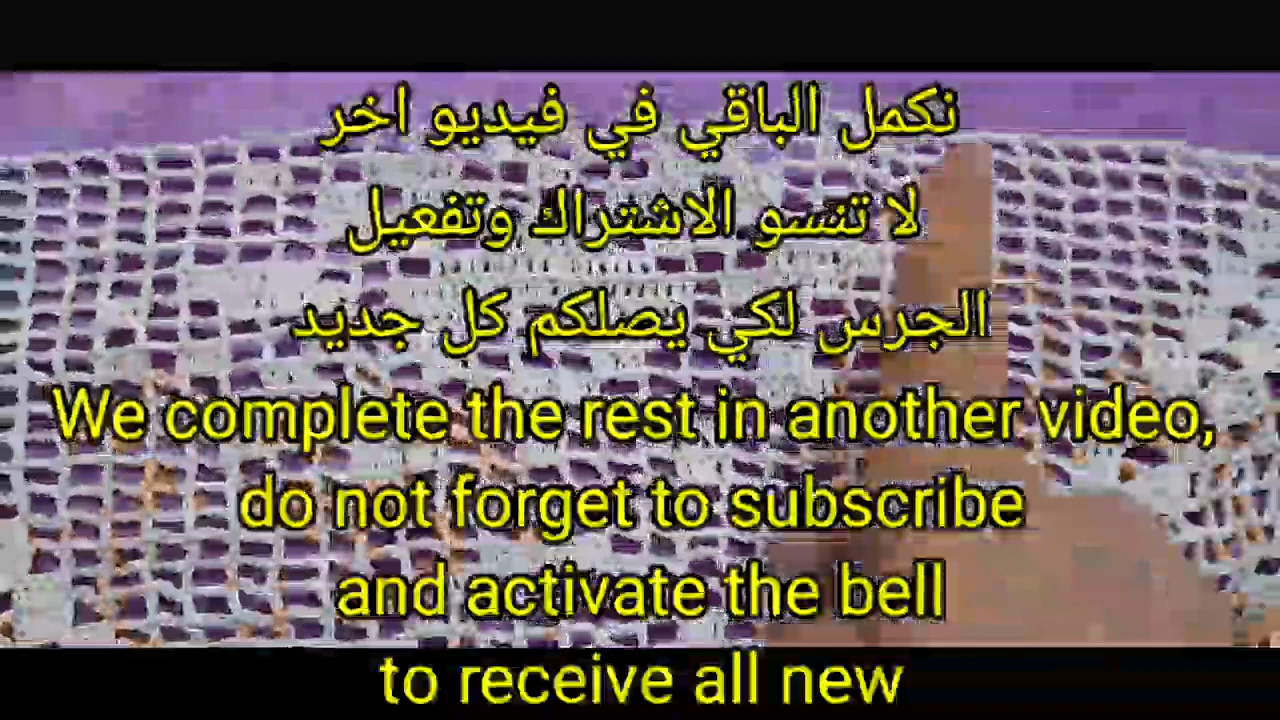 نكمل الباقي في فيديو اخر
لا تنسو الاشتراك وتفعيل
الجرس لكي يصلكم كل جديد
We complete the rest in another video,
do not forget to subscribe
and activate the bell
to receive all new